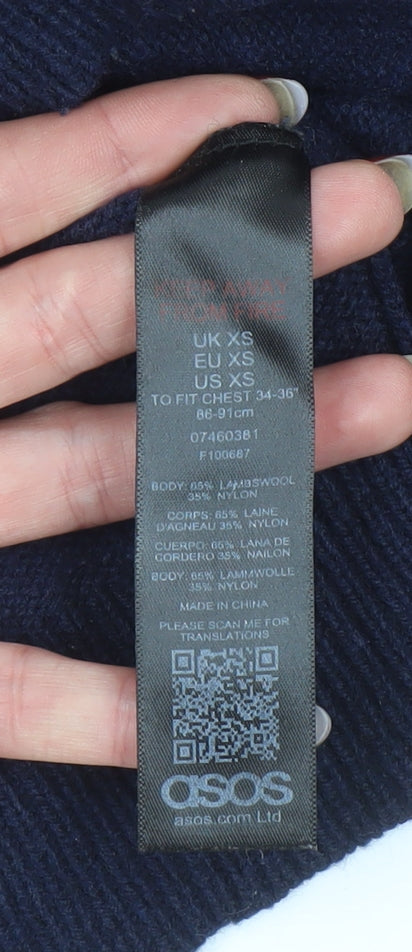 KEEP AWAY
FROM FIRE
UK XS
EU XS
US XS
TO FIT CHEST 34-36"
86-91cm
07460381
F100687
BODY: 65% LAMBSWOOL
35% NYLON
CORPS: 65% LAINE
D'AGNEAU 35% NYLON
CUERPO: 65% LANA DE
CORDERO 35% NAILON
BODY: 65% LAMMWOLLE
35% NYLON
MADE IN CHINA
PLEASE SCAN ME FOR
TRANSLATIONS
asos
asos.com Ltd